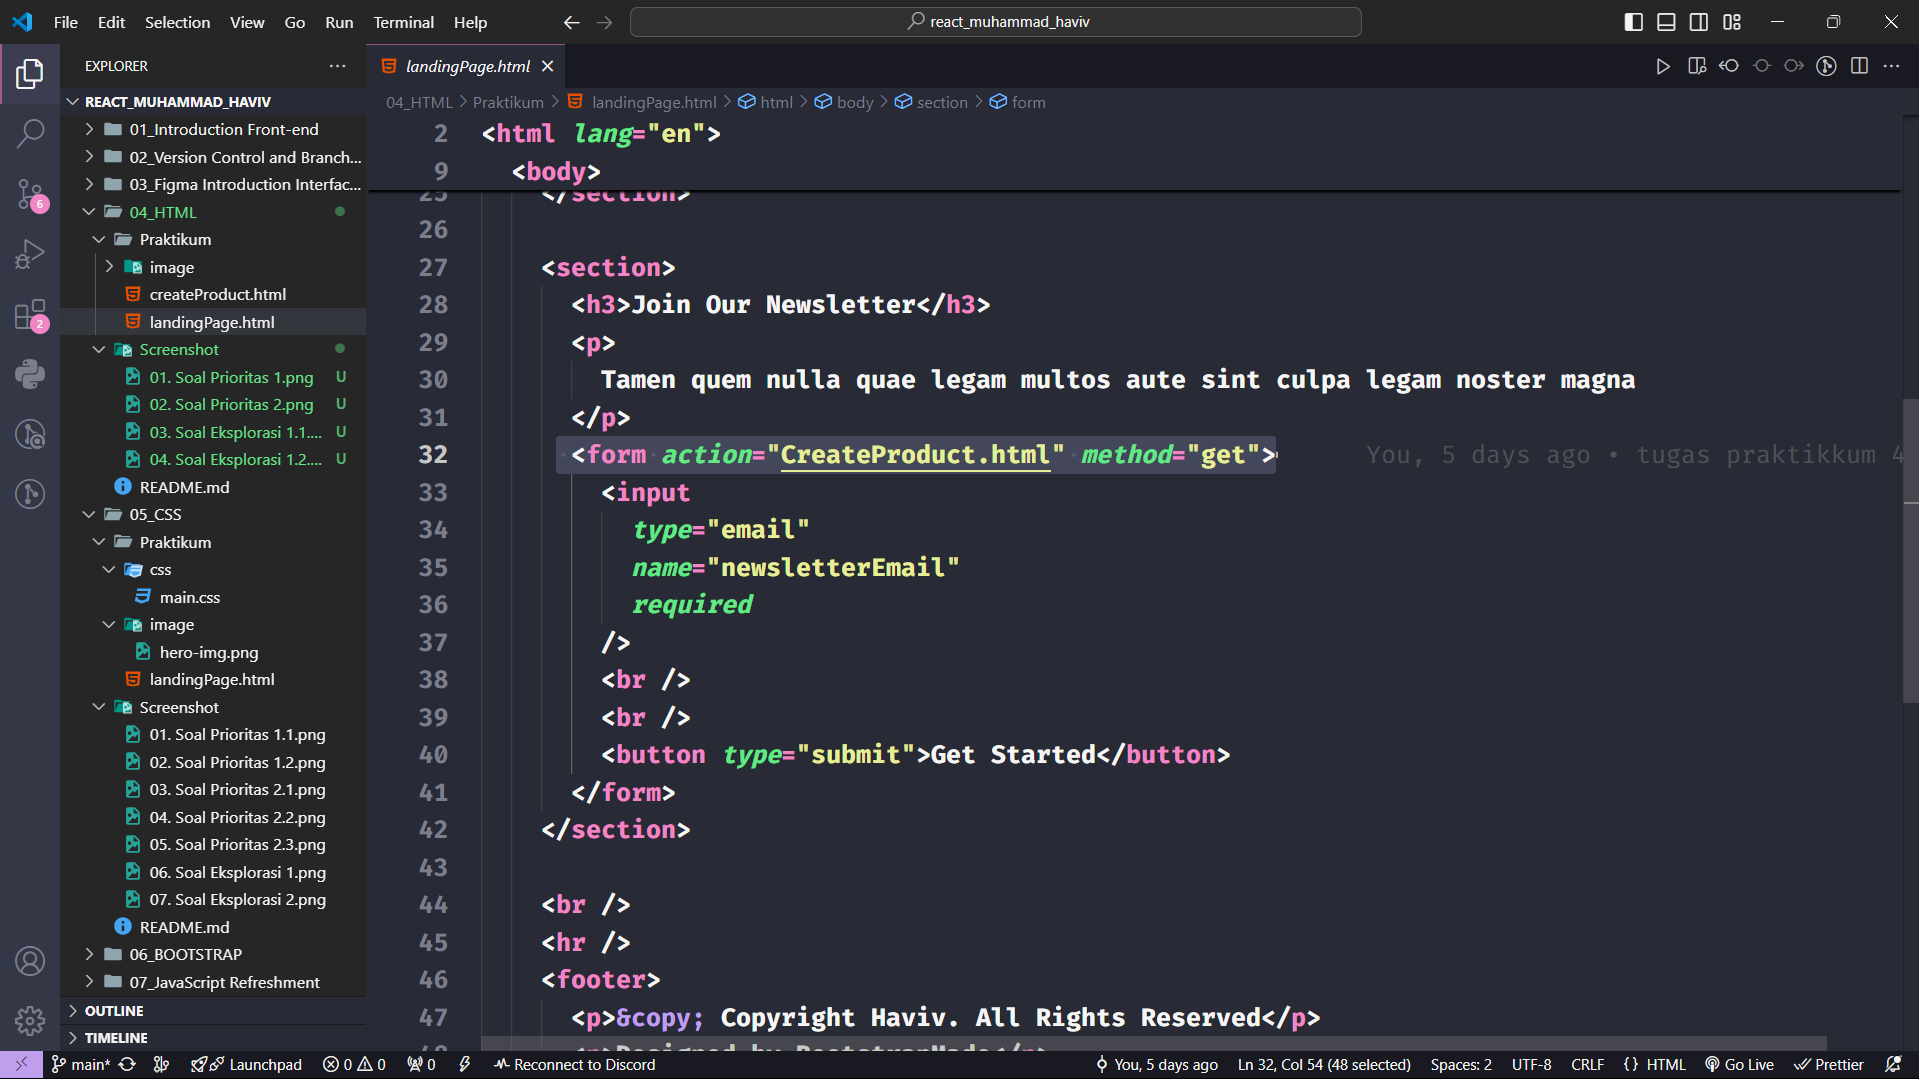 File Edit Selection View Go Run Terminal Help
react_muhammad_haviv
EXPLORER
REACT_MUHAMMAD_HAVIV
01_Introduction Front-end
02_Version Control and Branch...
03_Figma Introduction Interfac...
04_HTML
Praktikum
image
createProduct.html
landingPage.html
Screenshot
01. Soal Prioritas 1.png U
02. Soal Prioritas 2.png U
03. Soal Eksplorasi 1.1.... U
04. Soal Eksplorasi 1.2.... U
README.md
05_CSS
Praktikum
css
main.css
image
hero-img.png
landingPage.html
Screenshot
01. Soal Prioritas 1.1.png
02. Soal Prioritas 1.2.png
03. Soal Prioritas 2.1.png
04. Soal Prioritas 2.2.png
05. Soal Prioritas 2.3.png
06. Soal Eksplorasi 1.png
07. Soal Eksplorasi 2.png
README.md
06_BOOTSTRAP
07_JavaScript Refreshment
OUTLINE
TIMELINE
6
2
landingPage.html
04_HTML > Praktikum > landingPage.html > html > body > section > form
2 <html lang="en">
9 <body>
25 </section>
26
27 <section>
28 <h3>Join Our Newsletter</h3>
29 <p>
30 Tamen quem nulla quae legam multos aute sint culpa legam noster magna
31 </p>
32 <form action="CreateProduct.html" method="get"> You, 5 days ago • tugas praktikkum 4
33 <input
34 type="email"
35 name="newsletterEmail"
36 required
37 />
38 <br />
39 <br />
40 <button type="submit">Get Started</button>
41 </form>
42 </section>
43
44 <br />
45 <hr />
46 <footer>
47 <p>&copy; Copyright Haviv. All Rights Reserved</p>
48 <p>Designed by BootstrapMade</p>
main* Launchpad 0 0 0 Reconnect to Discord You, 5 days ago Ln 32, Col 54 (48 selected) Spaces: 2 UTF-8 CRLF {} HTML Go Live Prettier